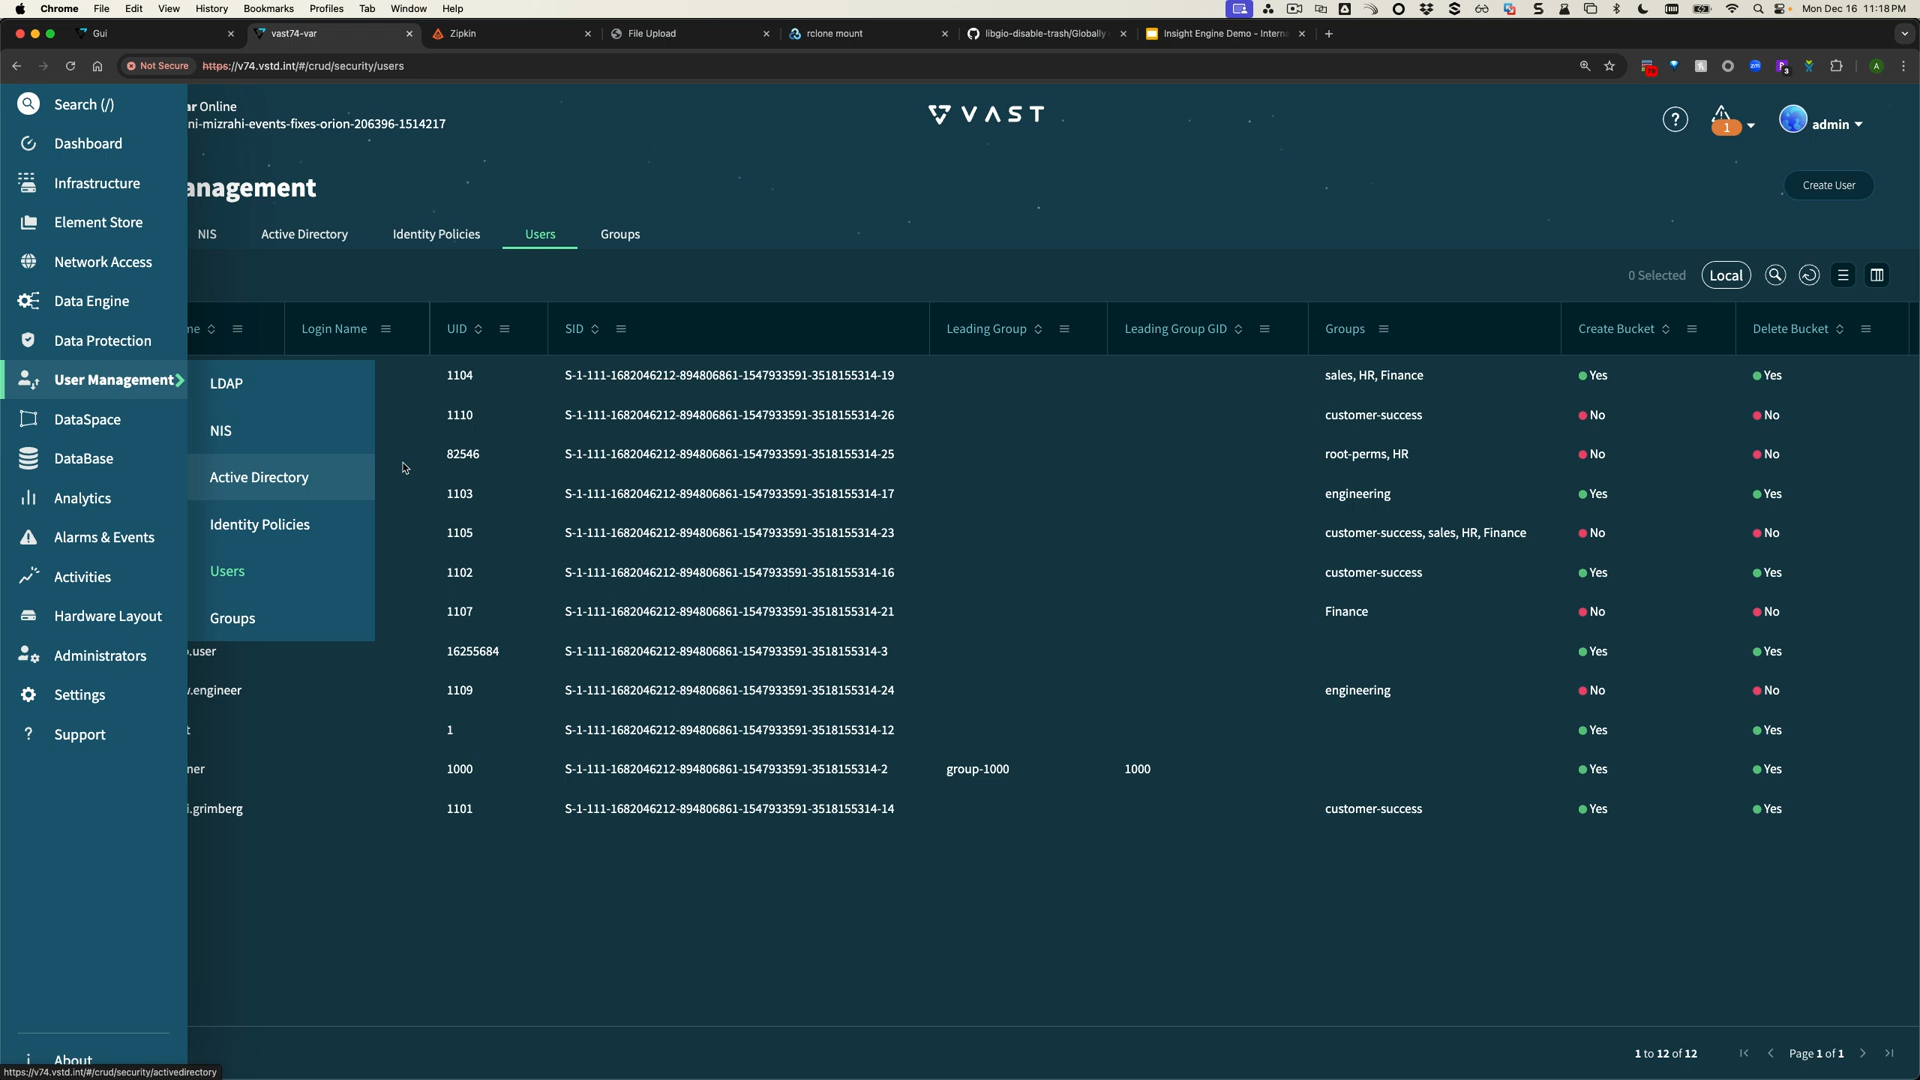 Chrome File Edit View History Bookmarks Profiles Tab Window Help Mon Dec 16 11:18 PM
Gui vast74-var Zipkin File Upload rclone mount libgio-disable-trash/Globally Insight Engine Demo - Intern
Not Secure https://v74.vstd.int/#/crud/security/users
Search (/)
Dashboard
Infrastructure
Element Store
Network Access
Data Engine
Data Protection
User Management
DataSpace
DataBase
Analytics
Alarms & Events
Activities
Hardware Layout
Administrators
Settings
Support
About
https://v74.vstd.int/#/crud/security/activedirectory
LDAP
NIS
Active Directory
Identity Policies
Users
Groups
ar Online
ni-mizrahi-events-fixes-orion-206396-1514217
VAST
? 1 admin
anagement
Create User
NIS Active Directory Identity Policies Users Groups
0 Selected Local
me Login Name UID SID Leading Group Leading Group GID Groups Create Bucket Delete Bucket
1104 S-1-111-1682046212-894806861-1547933591-3518155314-19 sales, HR, Finance Yes Yes
1110 S-1-111-1682046212-894806861-1547933591-3518155314-26 customer-success No No
82546 S-1-111-1682046212-894806861-1547933591-3518155314-25 root-perms, HR No No
1103 S-1-111-1682046212-894806861-1547933591-3518155314-17 engineering Yes Yes
1105 S-1-111-1682046212-894806861-1547933591-3518155314-23 customer-success, sales, HR, Finance No No
1102 S-1-111-1682046212-894806861-1547933591-3518155314-16 customer-success Yes Yes
1107 S-1-111-1682046212-894806861-1547933591-3518155314-21 Finance No No
.user 16255684 S-1-111-1682046212-894806861-1547933591-3518155314-3 Yes Yes
.engineer 1109 S-1-111-1682046212-894806861-1547933591-3518155314-24 engineering No No
t 1 S-1-111-1682046212-894806861-1547933591-3518155314-12 Yes Yes
ner 1000 S-1-111-1682046212-894806861-1547933591-3518155314-2 group-1000 1000 Yes Yes
i.grimberg 1101 S-1-111-1682046212-894806861-1547933591-3518155314-14 customer-success Yes Yes
1 to 12 of 12 Page 1 of 1